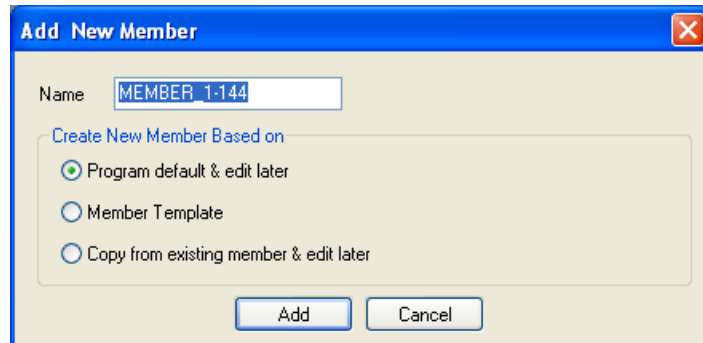 Add New Member
Name MEMBER_1-144
Create New Member Based on
Program default & edit later
Member Template
Copy from existing member & edit later
Add Cancel